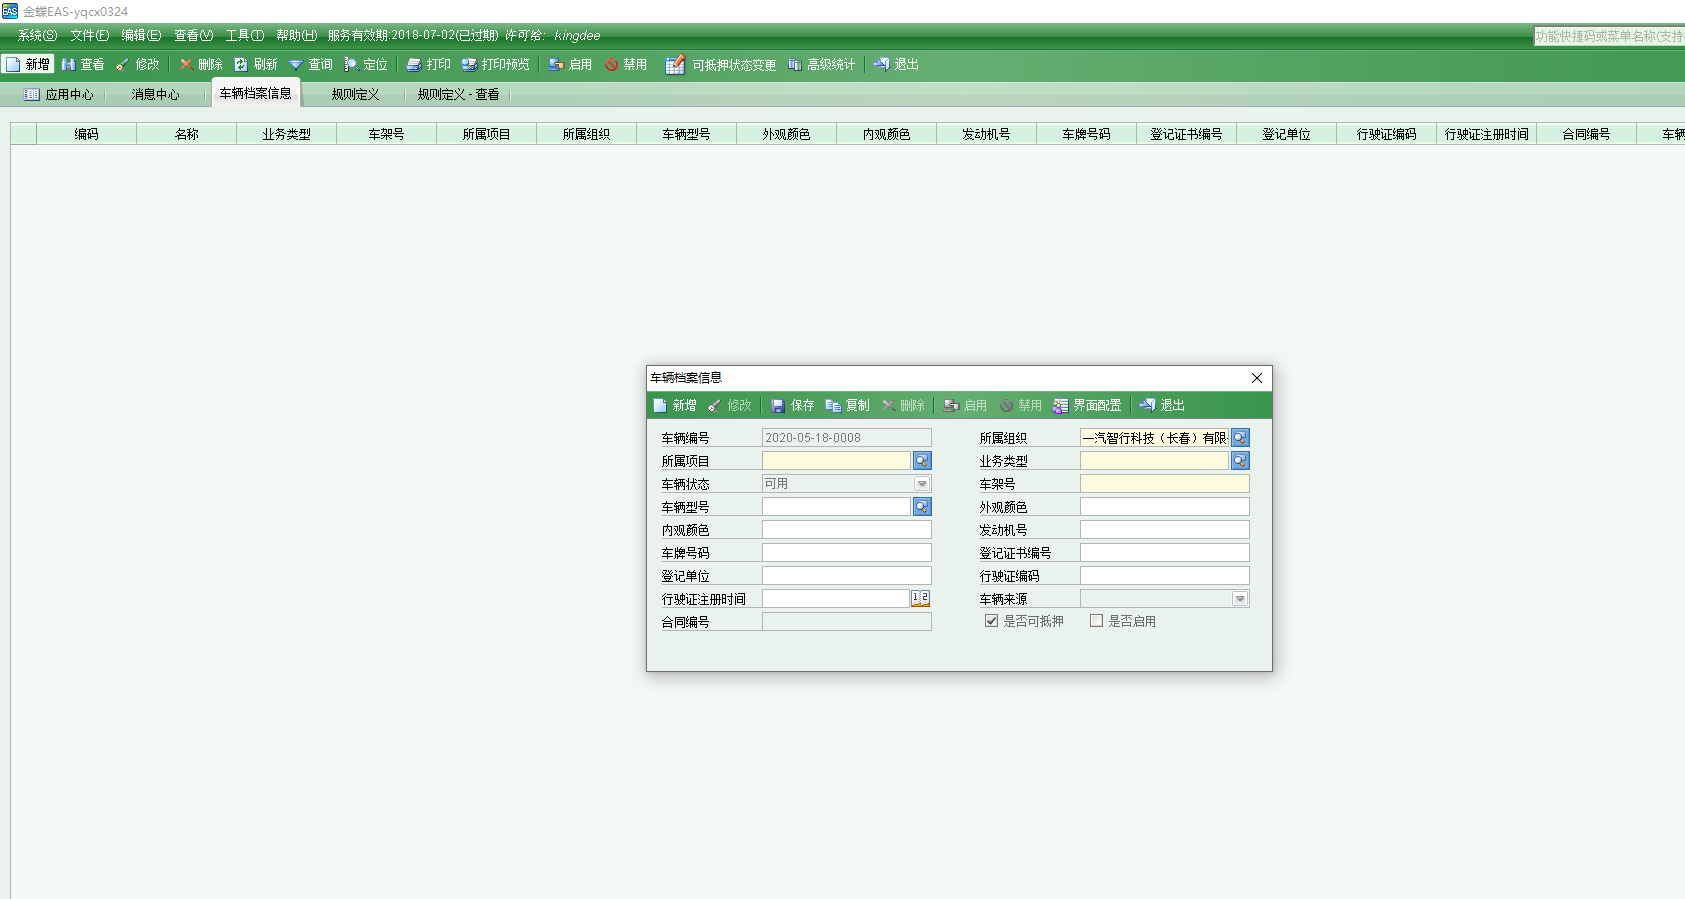 金蝶EAS-yqcx0324
系统(S) 文件(F) 编辑(E) 查看(V) 工具(T) 帮助(H) 服务有效期:2018-07-02(已过期) 许可给: kingdee 功能快捷码或菜单名称(支持
新增 查看 修改 删除 刷新 查询 定位 打印 打印预览 启用 禁用 可抵押状态变更 高级统计 退出
应用中心 消息中心 车辆档案信息 规则定义 规则定义 - 查看
编码 名称 业务类型 车架号 所属项目 所属组织 车辆型号 外观颜色 内观颜色 发动机号 车牌号码 登记证书编号 登记单位 行驶证编码 行驶证注册时间 合同编号 车辆
车辆档案信息
新增 修改 保存 复制 删除 启用 禁用 界面配置 退出
车辆编号 2020-05-18-0008 所属组织 一汽智行科技（长春）有限
所属项目 业务类型
车辆状态 可用 车架号
车辆型号 外观颜色
内观颜色 发动机号
车牌号码 登记证书编号
登记单位 行驶证编码
行驶证注册时间 12 车辆来源
合同编号 是否可抵押 是否启用